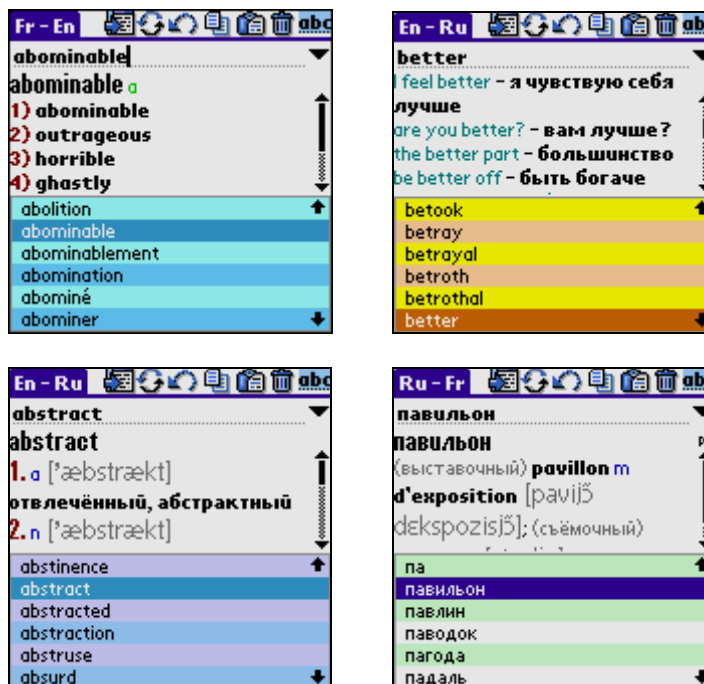 Fr - En abc
abominable
abominable a
1) abominable
2) outrageous
3) horrible
4) ghastly
abolition
abominable
abominablement
abomination
abominé
abominer
En - Ru ab
better
I feel better – я чувствую себя
лучше
are you better? – вам лучше?
the better part – большинство
be better off – быть богаче
betook
betray
betrayal
betroth
betrothal
better
En - Ru abc
abstract
abstract
1. a ['æbstrækt]
отвлечённый, абстрактный
2. n ['æbstrækt]
abstinence
abstract
abstracted
abstraction
abstruse
absurd
Ru - Fr ab
павильон
павильон
(выставочный) pavillon m
d'exposition [pavijɔ̃
dɛkspozisjɔ̃]; (съёмочный)
па
павильон
павлин
паводок
пагода
падаль